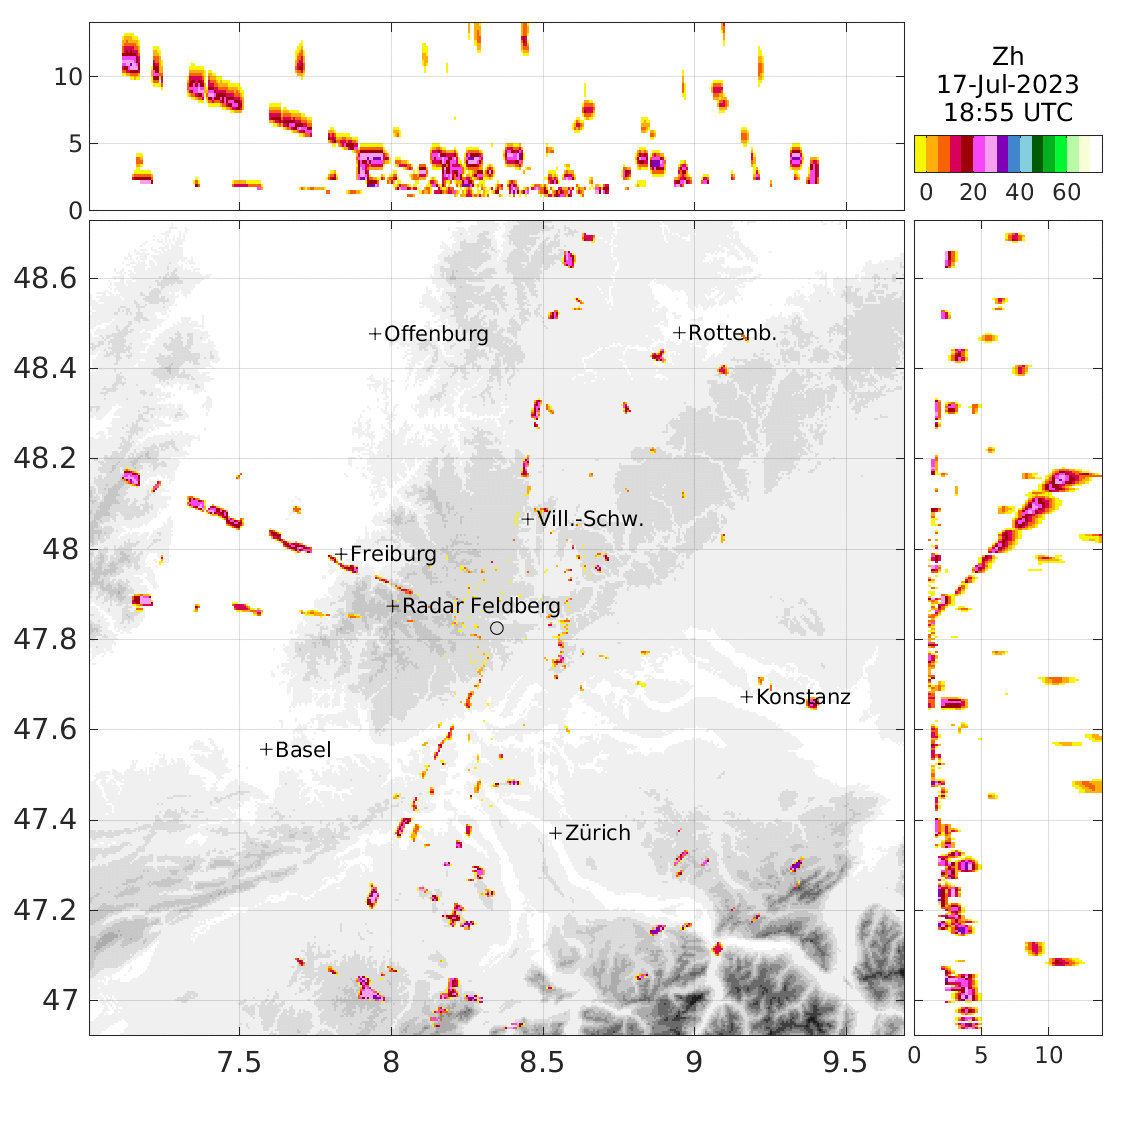 10
5
0
Zh
17-Jul-2023
18:55 UTC
0 20 40 60
48.6
48.4
48.2
48
47.8
47.6
47.4
47.2
47
+Offenburg
+Rottenb.
+Vill.-Schw.
+Freiburg
+Radar Feldberg
+Konstanz
+Basel
+Zürich
7.5 8 8.5 9 9.5
0 5 10